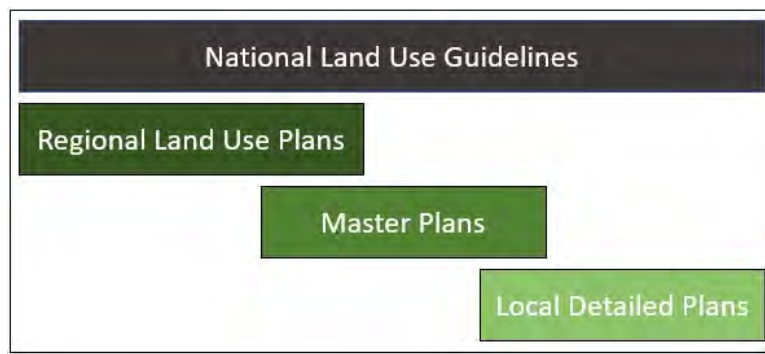 National Land Use Guidelines
Regional Land Use Plans
Master Plans
Local Detailed Plans